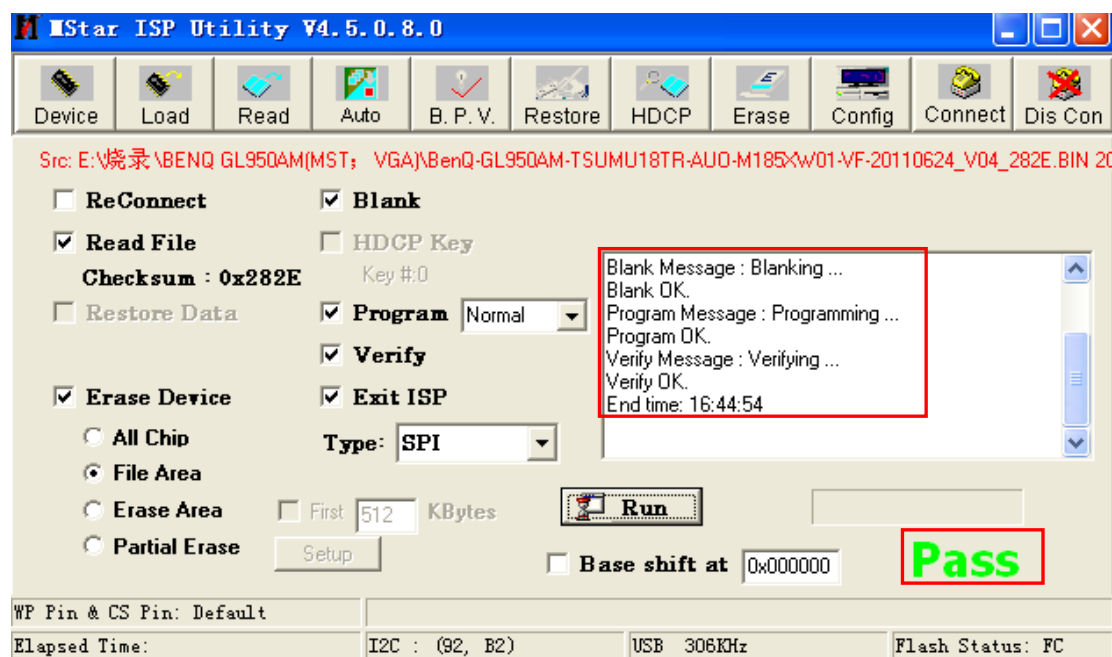 MStar ISP Utility V4.5.0.8.0
Device Load Read Auto B.P.V. Restore HDCP Erase Config Connect Dis Con
Src: E:\烧录\BENQ GL950AM(MST； VGA)\BenQ-GL950AM-TSUMU18TR-AUO-M185XW01-VF-20110624_V04_282E.BIN 20
ReConnect
Blank
Read File
HDCP Key
Checksum : 0x282E
Key #:0
Restore Data
Program Normal
Verify
Erase Device
Exit ISP
All Chip
Type: SPI
File Area
Erase Area
First 512 KBytes
Partial Erase
Setup
Blank Message : Blanking ...
Blank OK.
Program Message : Programming ...
Program OK.
Verify Message : Verifying ...
Verify OK.
End time: 16:44:54
Run
Base shift at 0x000000
Pass
WP Pin & CS Pin: Default
Elapsed Time: I2C : (92, B2) USB 306KHz Flash Status: FC